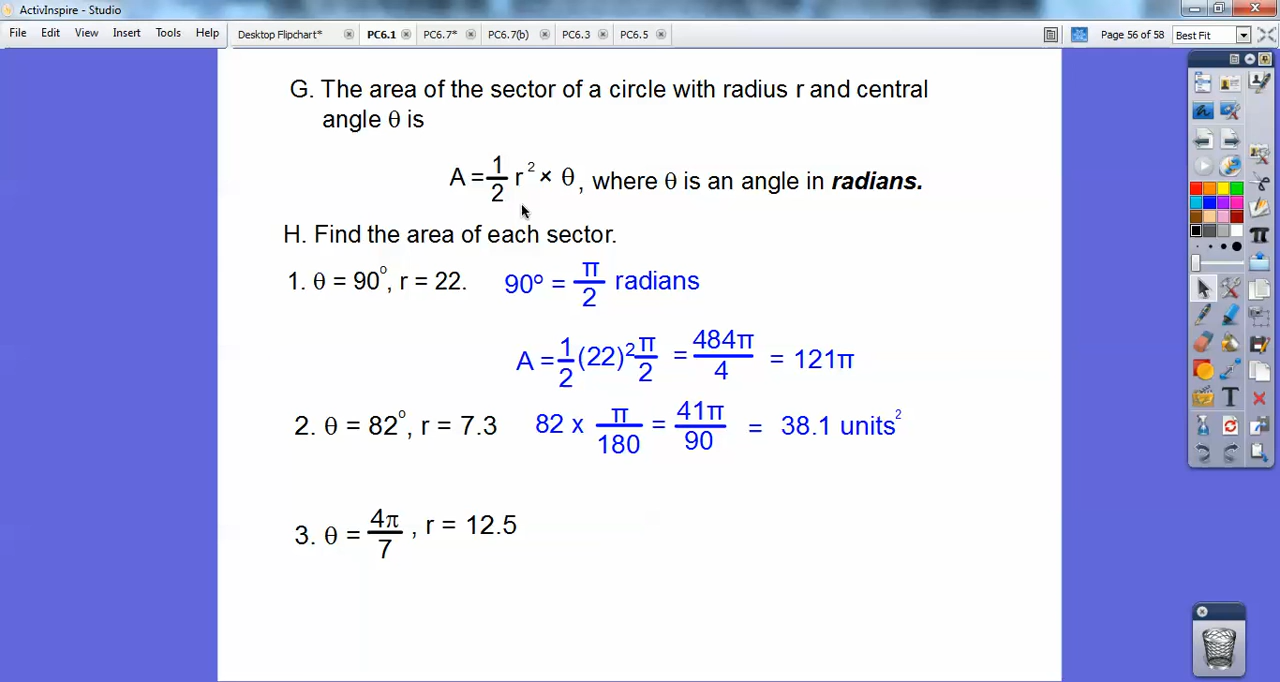 ActivInspire - Studio
File Edit View Insert Tools Help
Desktop Flipchart* PC6.1 PC6.7* PC6.7(b) PC6.3 PC6.5
Page 56 of 58 Best Fit
G. The area of the sector of a circle with radius r and central
angle θ is
A = 1/2 r² × θ , where θ is an angle in radians.
H. Find the area of each sector.
1. θ = 90°, r = 22. 90º = π/2 radians
A = 1/2 (22)² π/2 = 484π/4 = 121π
2. θ = 82°, r = 7.3 82 x π/180 = 41π/90 = 38.1 units²
3. θ = 4π/7 , r = 12.5